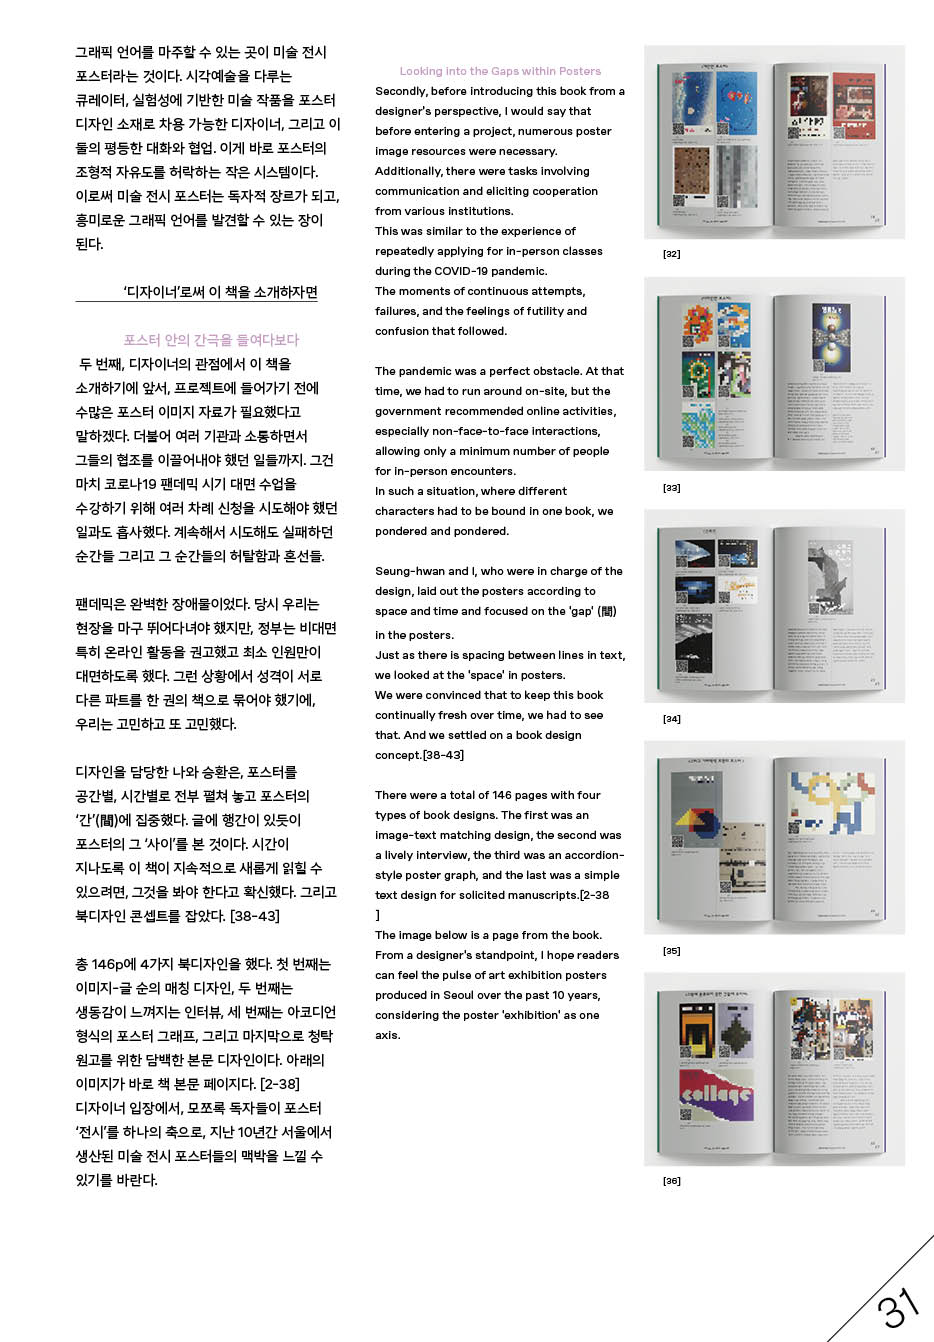 그래픽 언어를 마주할 수 있는 곳이 미술 전시
포스터라는 것이다. 시각예술을 다루는
큐레이터, 실험성에 기반한 미술 작품을 포스터
디자인 소재로 차용 가능한 디자이너, 그리고 이
둘의 평등한 대화와 협업. 이게 바로 포스터의
조형적 자유도를 허락하는 작은 시스템이다.
이로써 미술 전시 포스터는 독자적 장르가 되고,
흥미로운 그래픽 언어를 발견할 수 있는 장이
된다.
‘디자이너’로써 이 책을 소개하자면
포스터 안의 간극을 들여다보다
두 번째, 디자이너의 관점에서 이 책을
소개하기에 앞서, 프로젝트에 들어가기 전에
수많은 포스터 이미지 자료가 필요했다고
말하겠다. 더불어 여러 기관과 소통하면서
그들의 협조를 이끌어내야 했던 일들까지. 그건
마치 코로나19 팬데믹 시기 대면 수업을
수강하기 위해 여러 차례 신청을 시도해야 했던
일과도 흡사했다. 계속해서 시도해도 실패하던
순간들 그리고 그 순간들의 허탈함과 혼선들.
팬데믹은 완벽한 장애물이었다. 당시 우리는
현장을 마구 뛰어다녀야 했지만, 정부는 비대면
특히 온라인 활동을 권고했고 최소 인원만이
대면하도록 했다. 그런 상황에서 성격이 서로
다른 파트를 한 권의 책으로 묶어야 했기에,
우리는 고민하고 또 고민했다.
디자인을 담당한 나와 승환은, 포스터를
공간별, 시간별로 전부 펼쳐 놓고 포스터의
‘간’(間)에 집중했다. 글에 행간이 있듯이
포스터의 그 ‘사이’를 본 것이다. 시간이
지나도록 이 책이 지속적으로 새롭게 읽힐 수
있으려면, 그것을 봐야 한다고 확신했다. 그리고
북디자인 콘셉트를 잡았다. [38-43]
총 146p에 4가지 북디자인을 했다. 첫 번째는
이미지-글 순의 매칭 디자인, 두 번째는
생동감이 느껴지는 인터뷰, 세 번째는 아코디언
형식의 포스터 그래프, 그리고 마지막으로 청탁
원고를 위한 담백한 본문 디자인이다. 아래의
이미지가 바로 책 본문 페이지다. [2-38]
디자이너 입장에서, 모쪼록 독자들이 포스터
‘전시’를 하나의 축으로, 지난 10년간 서울에서
생산된 미술 전시 포스터들의 맥박을 느낄 수
있기를 바란다.
Looking into the Gaps within Posters
Secondly, before introducing this book from a
designer's perspective, I would say that
before entering a project, numerous poster
image resources were necessary.
Additionally, there were tasks involving
communication and eliciting cooperation
from various institutions.
This was similar to the experience of
repeatedly applying for in-person classes
during the COVID-19 pandemic.
The moments of continuous attempts,
failures, and the feelings of futility and
confusion that followed.
The pandemic was a perfect obstacle. At that
time, we had to run around on-site, but the
government recommended online activities,
especially non-face-to-face interactions,
allowing only a minimum number of people
for in-person encounters.
In such a situation, where different
characters had to be bound in one book, we
pondered and pondered.
Seung-hwan and I, who were in charge of the
design, laid out the posters according to
space and time and focused on the 'gap' (間)
in the posters.
Just as there is spacing between lines in text,
we looked at the 'space' in posters.
We were convinced that to keep this book
continually fresh over time, we had to see
that. And we settled on a book design
concept.[38-43]
There were a total of 146 pages with four
types of book designs. The first was an
image-text matching design, the second was
a lively interview, the third was an accordion-
style poster graph, and the last was a simple
text design for solicited manuscripts.[2-38
]
The image below is a page from the book.
From a designer's standpoint, I hope readers
can feel the pulse of art exhibition posters
produced in Seoul over the past 10 years,
considering the poster 'exhibition' as one
axis.
[32]
[33]
[34]
[35]
collage
[36]
31